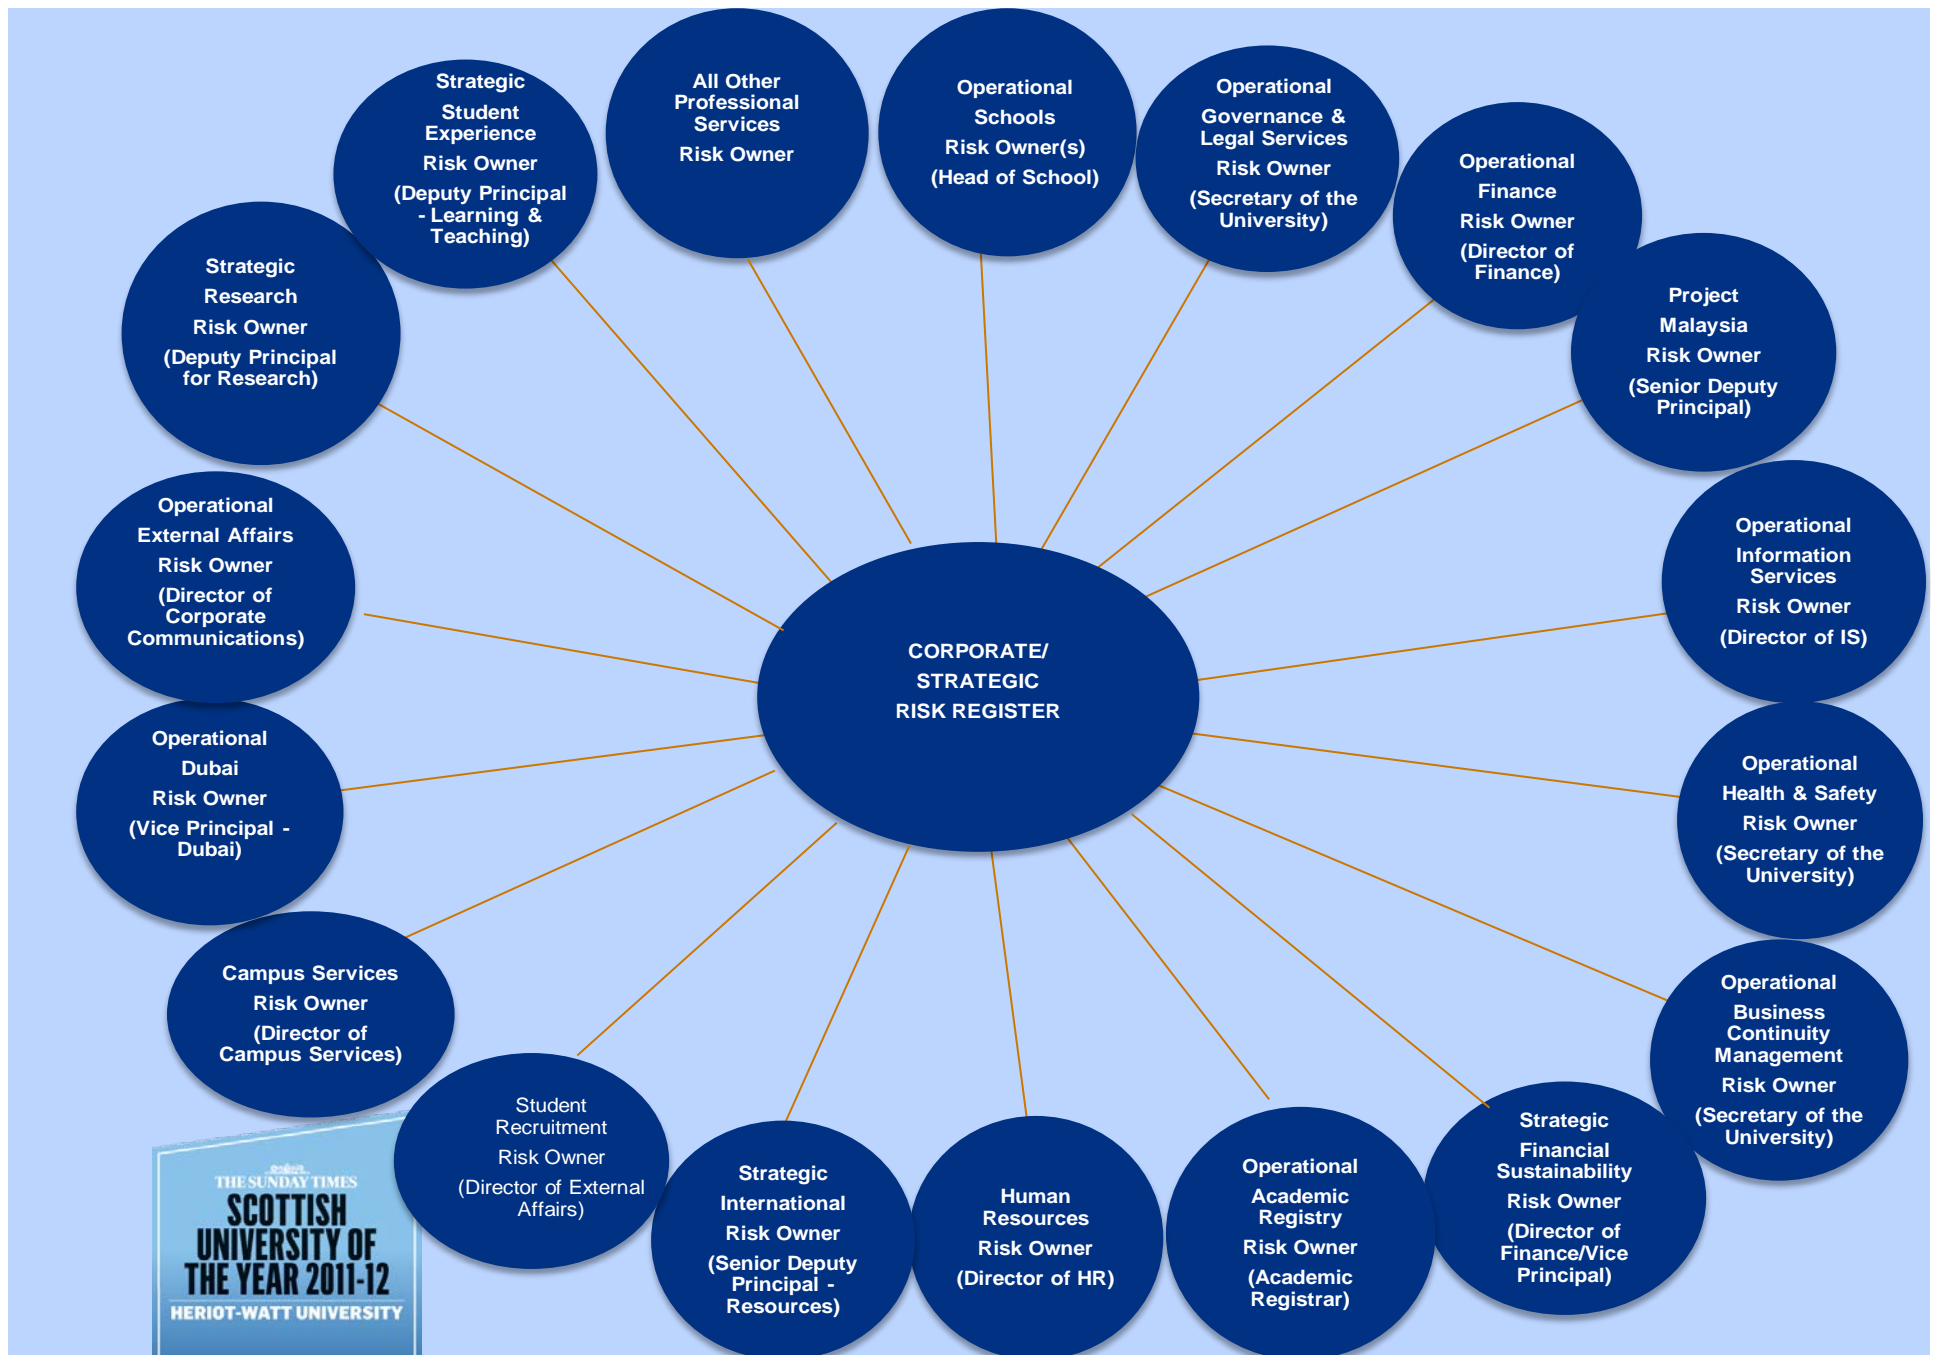 Strategic
Student
Experience
Risk Owner
(Deputy Principal
- Learning &
Teaching)
All Other
Professional
Services
Risk Owner
Operational
Schools
Risk Owner(s)
(Head of School)
Operational
Governance &
Legal Services
Risk Owner
(Secretary of the
University)
Operational
Finance
Risk Owner
(Director of
Finance)
Project
Malaysia
Risk Owner
(Senior Deputy
Principal)
Operational
Information
Services
Risk Owner
(Director of IS)
Operational
Health & Safety
Risk Owner
(Secretary of the
University)
Operational
Business
Continuity
Management
Risk Owner
(Secretary of the
University)
Strategic
Financial
Sustainability
Risk Owner
(Director of
Finance/Vice
Principal)
Operational
Academic
Registry
Risk Owner
(Academic
Registrar)
Human
Resources
Risk Owner
(Director of HR)
Strategic
International
Risk Owner
(Senior Deputy
Principal -
Resources)
Student
Recruitment
Risk Owner
(Director of External
Affairs)
Campus Services
Risk Owner
(Director of
Campus Services)
Operational
Dubai
Risk Owner
(Vice Principal -
Dubai)
Operational
External Affairs
Risk Owner
(Director of
Corporate
Communications)
Strategic
Research
Risk Owner
(Deputy Principal
for Research)
CORPORATE/
STRATEGIC
RISK REGISTER
THE SUNDAY TIMES
SCOTTISH
UNIVERSITY OF
THE YEAR 2011-12
HERIOT-WATT UNIVERSITY